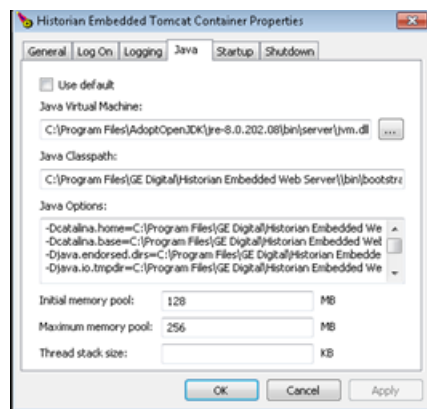 Historian Embedded Tomcat Container Properties
General Log On Logging Java Startup Shutdown
Use default
Java Virtual Machine:
C:\Program Files\AdoptOpenJDK\jre-8.0.202.08\bin\server\jvm.dll
...
Java Classpath:
C:\Program Files\GE Digital\Historian Embedded Web Server\\bin\bootstra
Java Options:
-Dcatalina.home=C:\Program Files\GE Digital\Historian Embedded We
-Dcatalina.base=C:\Program Files\GE Digital\Historian Embedded Wel
-Djava.endorsed.dirs=C:\Program Files\GE Digital\Historian Embedde
-Djava.io.tmpdir=C:\Program Files\GE Digital\Historian Embedded We
Initial memory pool: 128 MB
Maximum memory pool: 256 MB
Thread stack size: KB
OK Cancel Apply